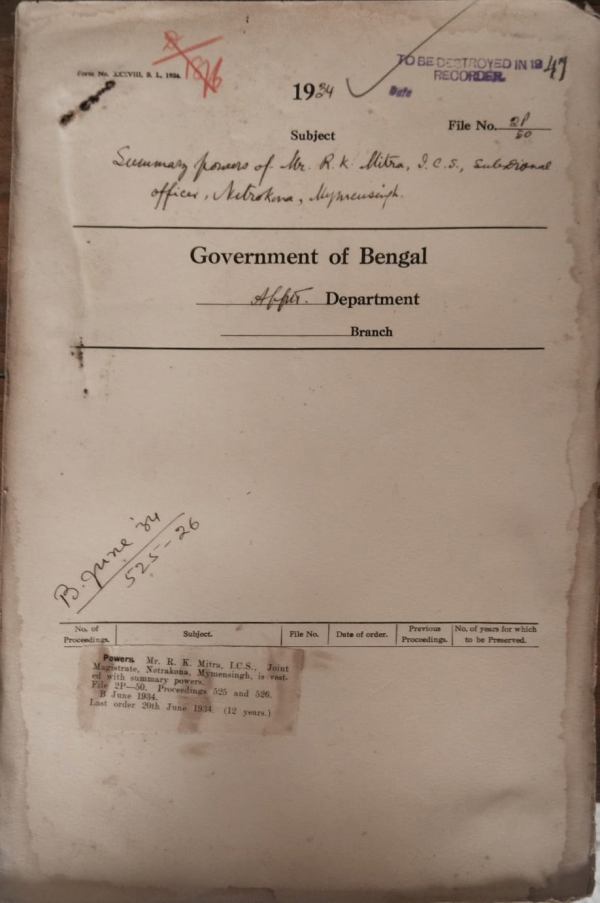 Form No. XXXVIII, S. L., 1934.
TO BE DESTROYED IN 1947
RECORDER.
Date
1934
File No. 2P/50
Subject
Summary powers of Mr. R. K. Mitra, I.C.S., Subdional
officer, Netrokona, Mymensingh.
Government of Bengal
Apptt. Department
Branch
B. June '34
525-26
No. of Proceedings. Subject. File No. Date of order. Previous Proceedings. No. of years for which to be Preserved.
Powers. Mr. R. K. Mitra, I.C.S., Joint
Magistrate, Netrakona, Mymensingh, is vest-
ed with summary powers.
File 2P—50. Proceedings 525 and 526.
B June 1934.
Last order 20th June 1934. (12 years.)